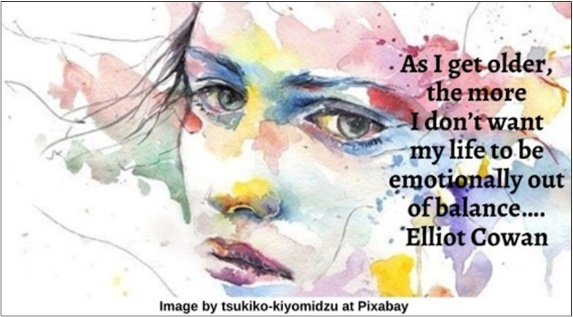 As I get older,
the more
I don't want
my life to be
emotionally out
of balance....
Elliot Cowan
Image by tsukiko-kiyomidzu at Pixabay